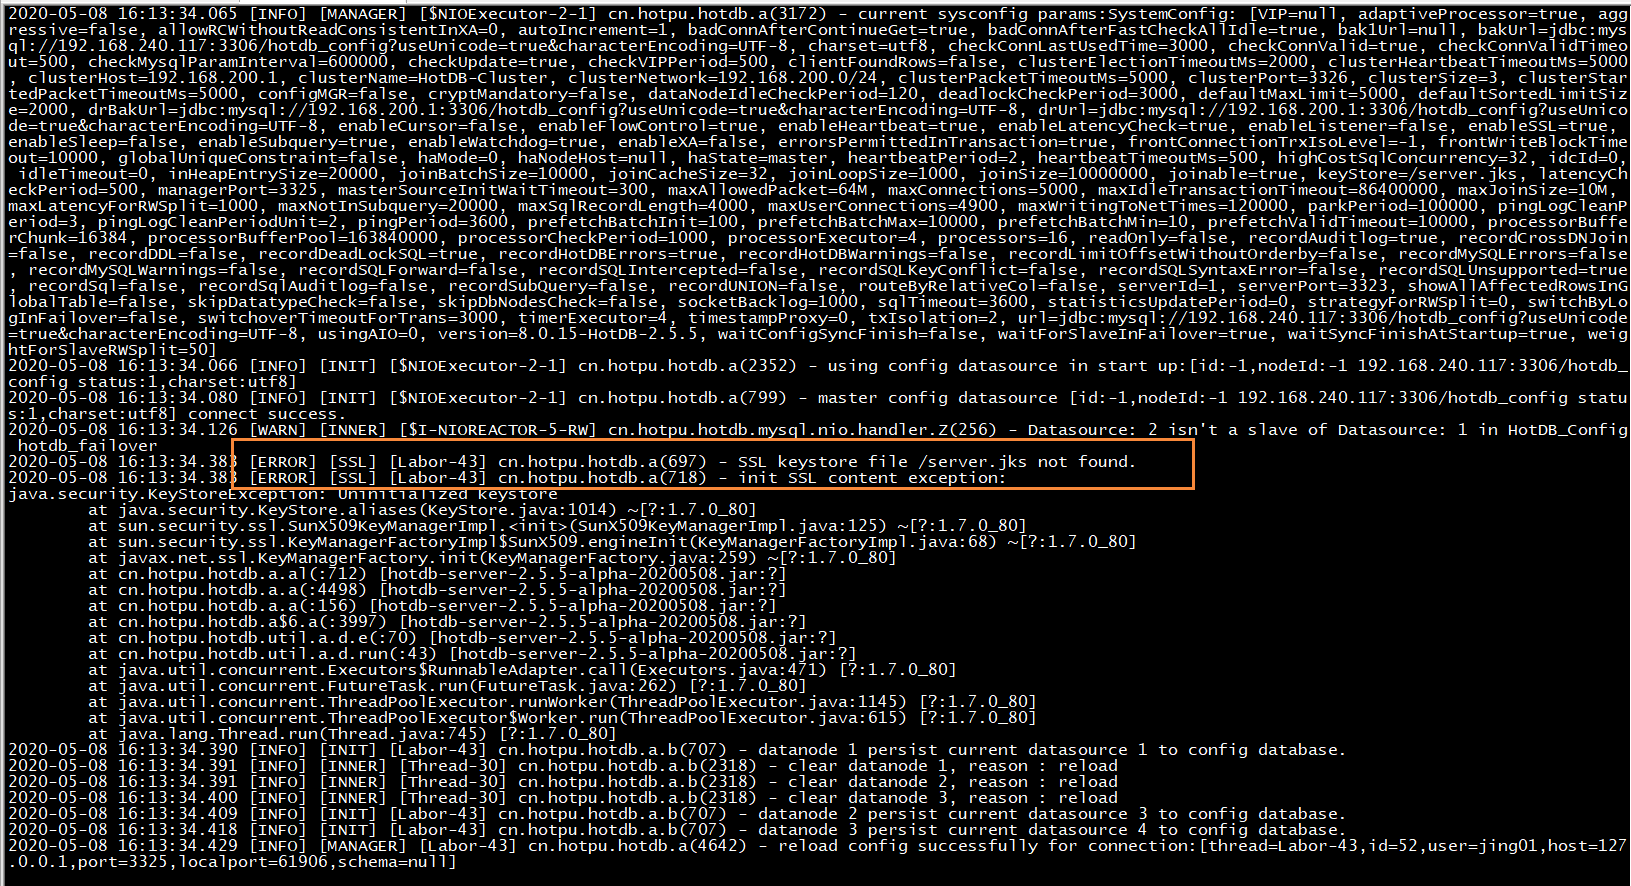 2020-05-08 16:13:34.065 [INFO] [MANAGER] [$NIOExecutor-2-1] cn.hotpu.hotdb.a(3172) - current sysconfig params:SystemConfig: [VIP=null, adaptiveProcessor=true, agg
ressive=false, allowRCWithoutReadConsistentInXA=0, autoIncrement=1, badConnAfterContinueGet=true, badConnAfterFastCheckAllIdle=true, bak1Url=null, bakUrl=jdbc:mys
ql://192.168.240.117:3306/hotdb_config?useUnicode=true&characterEncoding=UTF-8, charset=utf8, checkConnLastUsedTime=3000, checkConnValid=true, checkConnValidTimeo
ut=500, checkMysqlParamInterval=600000, checkUpdate=true, checkVIPPeriod=500, clientFoundRows=false, clusterElectionTimeoutMs=2000, clusterHeartbeatTimeoutMs=5000
, clusterHost=192.168.200.1, clusterName=HotDB-Cluster, clusterNetwork=192.168.200.0/24, clusterPacketTimeoutMs=5000, clusterPort=3326, clusterSize=3, clusterStar
tedPacketTimeoutMs=5000, configMGR=false, cryptMandatory=false, dataNodeIdleCheckPeriod=120, deadlockCheckPeriod=3000, defaultMaxLimit=5000, defaultSortedLimitSiz
e=2000, drBakUrl=jdbc:mysql://192.168.200.1:3306/hotdb_config?useUnicode=true&characterEncoding=UTF-8, drUrl=jdbc:mysql://192.168.200.1:3306/hotdb_config?useUnico
de=true&characterEncoding=UTF-8, enableCursor=false, enableFlowControl=true, enableHeartbeat=true, enableLatencyCheck=true, enableListener=false, enableSSL=true,
enableSleep=false, enableSubquery=true, enableWatchdog=true, enableXA=false, errorsPermittedInTransaction=true, frontConnectionTrxIsoLevel=-1, frontWriteBlockTime
out=10000, globalUniqueConstraint=false, haMode=0, haNodeHost=null, haState=master, heartbeatPeriod=2, heartbeatTimeoutMs=500, highCostSqlConcurrency=32, idcId=0,
 idleTimeout=0, inHeapEntrySize=20000, joinBatchSize=10000, joinCacheSize=32, joinLoopSize=1000, joinSize=10000000, joinable=true, keyStore=/server.jks, latencyCh
eckPeriod=500, managerPort=3325, masterSourceInitWaitTimeout=300, maxAllowedPacket=64M, maxConnections=5000, maxIdleTransactionTimeout=86400000, maxJoinSize=10M,
maxLatencyForRWSplit=1000, maxNotInSubquery=20000, maxSqlRecordLength=4000, maxUserConnections=4900, maxWritingToNetTimes=120000, parkPeriod=100000, pingLogCleanP
eriod=3, pingLogCleanPeriodUnit=2, pingPeriod=3600, prefetchBatchInit=100, prefetchBatchMax=10000, prefetchBatchMin=10, prefetchValidTimeout=10000, processorBuffe
rChunk=16384, processorBufferPool=163840000, processorCheckPeriod=1000, processorExecutor=4, processors=16, readOnly=false, recordAuditlog=true, recordCrossDNJoin
=false, recordDDL=false, recordDeadLockSQL=true, recordHotDBErrors=true, recordHotDBWarnings=false, recordLimitOffsetWithoutOrderby=false, recordMySQLErrors=false
, recordMySQLWarnings=false, recordSQLForward=false, recordSQLIntercepted=false, recordSQLKeyConflict=false, recordSQLSyntaxError=false, recordSQLUnsupported=true
, recordSql=false, recordSqlAuditlog=false, recordSubQuery=false, recordUNION=false, routeByRelativeCol=false, serverId=1, serverPort=3323, showAllAffectedRowsInG
lobalTable=false, skipDatatypeCheck=false, skipDbNodesCheck=false, socketBacklog=1000, sqlTimeout=3600, statisticsUpdatePeriod=0, strategyForRWSplit=0, switchByLo
gInFailover=false, switchoverTimeoutForTrans=3000, timerExecutor=4, timestampProxy=0, txIsolation=2, url=jdbc:mysql://192.168.240.117:3306/hotdb_config?useUnicode
=true&characterEncoding=UTF-8, usingAIO=0, version=8.0.15-HotDB-2.5.5, waitConfigSyncFinish=false, waitForSlaveInFailover=true, waitSyncFinishAtStartup=true, weig
htForSlaveRWSplit=50]
2020-05-08 16:13:34.066 [INFO] [INIT] [$NIOExecutor-2-1] cn.hotpu.hotdb.a(2352) - using config datasource in start up:[id:-1,nodeId:-1 192.168.240.117:3306/hotdb_
config status:1,charset:utf8]
2020-05-08 16:13:34.080 [INFO] [INIT] [$NIOExecutor-2-1] cn.hotpu.hotdb.a(799) - master config datasource [id:-1,nodeId:-1 192.168.240.117:3306/hotdb_config statu
s:1,charset:utf8] connect success.
2020-05-08 16:13:34.126 [WARN] [INNER] [$I-NIOREACTOR-5-RW] cn.hotpu.hotdb.mysql.nio.handler.Z(256) - Datasource: 2 isn't a slave of Datasource: 1 in HotDB_Config
 hotdb_failover
2020-05-08 16:13:34.383 [ERROR] [SSL] [Labor-43] cn.hotpu.hotdb.a(697) - SSL keystore file /server.jks not found.
2020-05-08 16:13:34.383 [ERROR] [SSL] [Labor-43] cn.hotpu.hotdb.a(718) - init SSL content exception:
java.security.KeyStoreException: Uninitialized keystore
at java.security.KeyStore.aliases(KeyStore.java:1014) ~[?:1.7.0_80]
at sun.security.ssl.SunX509KeyManagerImpl.<init>(SunX509KeyManagerImpl.java:125) ~[?:1.7.0_80]
at sun.security.ssl.KeyManagerFactoryImpl$SunX509.engineInit(KeyManagerFactoryImpl.java:68) ~[?:1.7.0_80]
at javax.net.ssl.KeyManagerFactory.init(KeyManagerFactory.java:259) ~[?:1.7.0_80]
at cn.hotpu.hotdb.a.al(:712) [hotdb-server-2.5.5-alpha-20200508.jar:?]
at cn.hotpu.hotdb.a.a(:4498) [hotdb-server-2.5.5-alpha-20200508.jar:?]
at cn.hotpu.hotdb.a.a(:156) [hotdb-server-2.5.5-alpha-20200508.jar:?]
at cn.hotpu.hotdb.a$6.a(:3997) [hotdb-server-2.5.5-alpha-20200508.jar:?]
at cn.hotpu.hotdb.util.a.d.e(:70) [hotdb-server-2.5.5-alpha-20200508.jar:?]
at cn.hotpu.hotdb.util.a.d.run(:43) [hotdb-server-2.5.5-alpha-20200508.jar:?]
at java.util.concurrent.Executors$RunnableAdapter.call(Executors.java:471) [?:1.7.0_80]
at java.util.concurrent.FutureTask.run(FutureTask.java:262) [?:1.7.0_80]
at java.util.concurrent.ThreadPoolExecutor.runWorker(ThreadPoolExecutor.java:1145) [?:1.7.0_80]
at java.util.concurrent.ThreadPoolExecutor$Worker.run(ThreadPoolExecutor.java:615) [?:1.7.0_80]
at java.lang.Thread.run(Thread.java:745) [?:1.7.0_80]
2020-05-08 16:13:34.390 [INFO] [INIT] [Labor-43] cn.hotpu.hotdb.a.b(707) - datanode 1 persist current datasource 1 to config database.
2020-05-08 16:13:34.391 [INFO] [INNER] [Thread-30] cn.hotpu.hotdb.a.b(2318) - clear datanode 1, reason : reload
2020-05-08 16:13:34.391 [INFO] [INNER] [Thread-30] cn.hotpu.hotdb.a.b(2318) - clear datanode 2, reason : reload
2020-05-08 16:13:34.400 [INFO] [INNER] [Thread-30] cn.hotpu.hotdb.a.b(2318) - clear datanode 3, reason : reload
2020-05-08 16:13:34.409 [INFO] [INIT] [Labor-43] cn.hotpu.hotdb.a.b(707) - datanode 2 persist current datasource 3 to config database.
2020-05-08 16:13:34.418 [INFO] [INIT] [Labor-43] cn.hotpu.hotdb.a.b(707) - datanode 3 persist current datasource 4 to config database.
2020-05-08 16:13:34.429 [INFO] [MANAGER] [Labor-43] cn.hotpu.hotdb.a(4642) - reload config successfully for connection:[thread=Labor-43,id=52,user=jing01,host=127
.0.0.1,port=3325,localport=61906,schema=null]